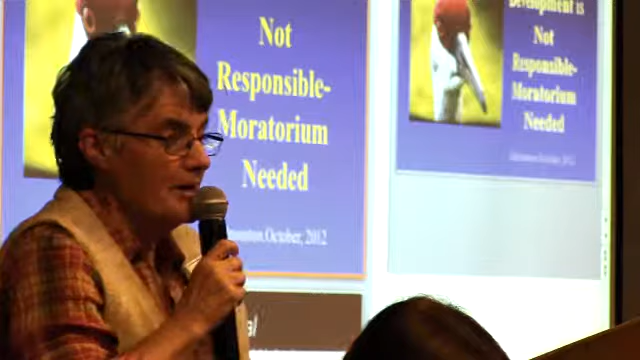 Not
Responsible-
Moratorium
Needed
October, 2012
Development is
Not
Responsible-
Moratorium
Needed